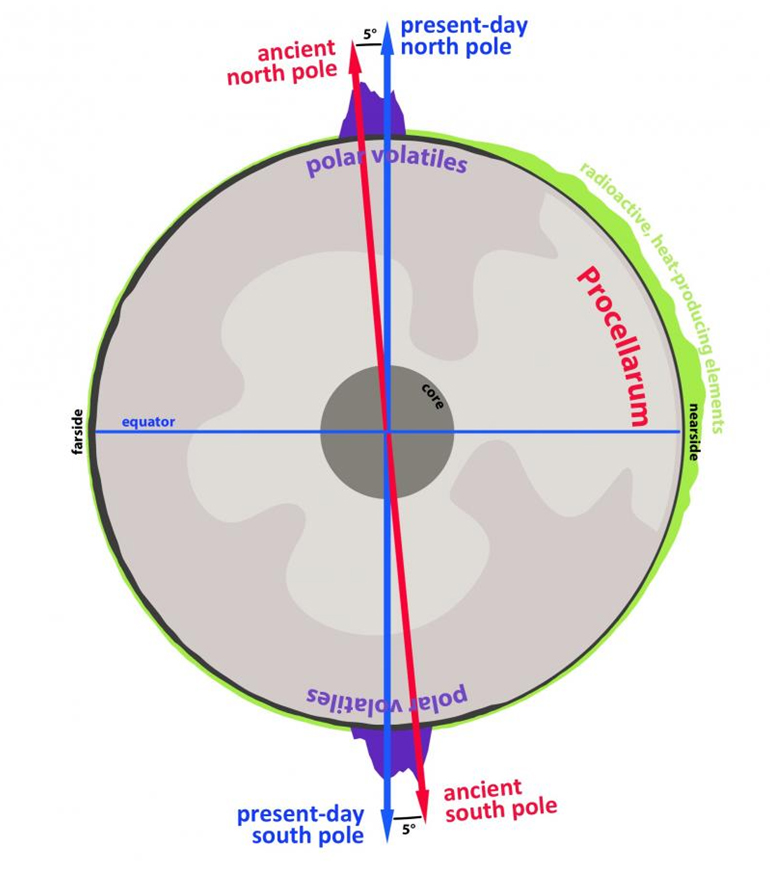 5°
present-day
north pole
ancient
north pole
polar volatiles
radioactive, heat-producing elements
Procellarum
core
farside
equator
nearside
polar volatiles
ancient
south pole
present-day
south pole
5°